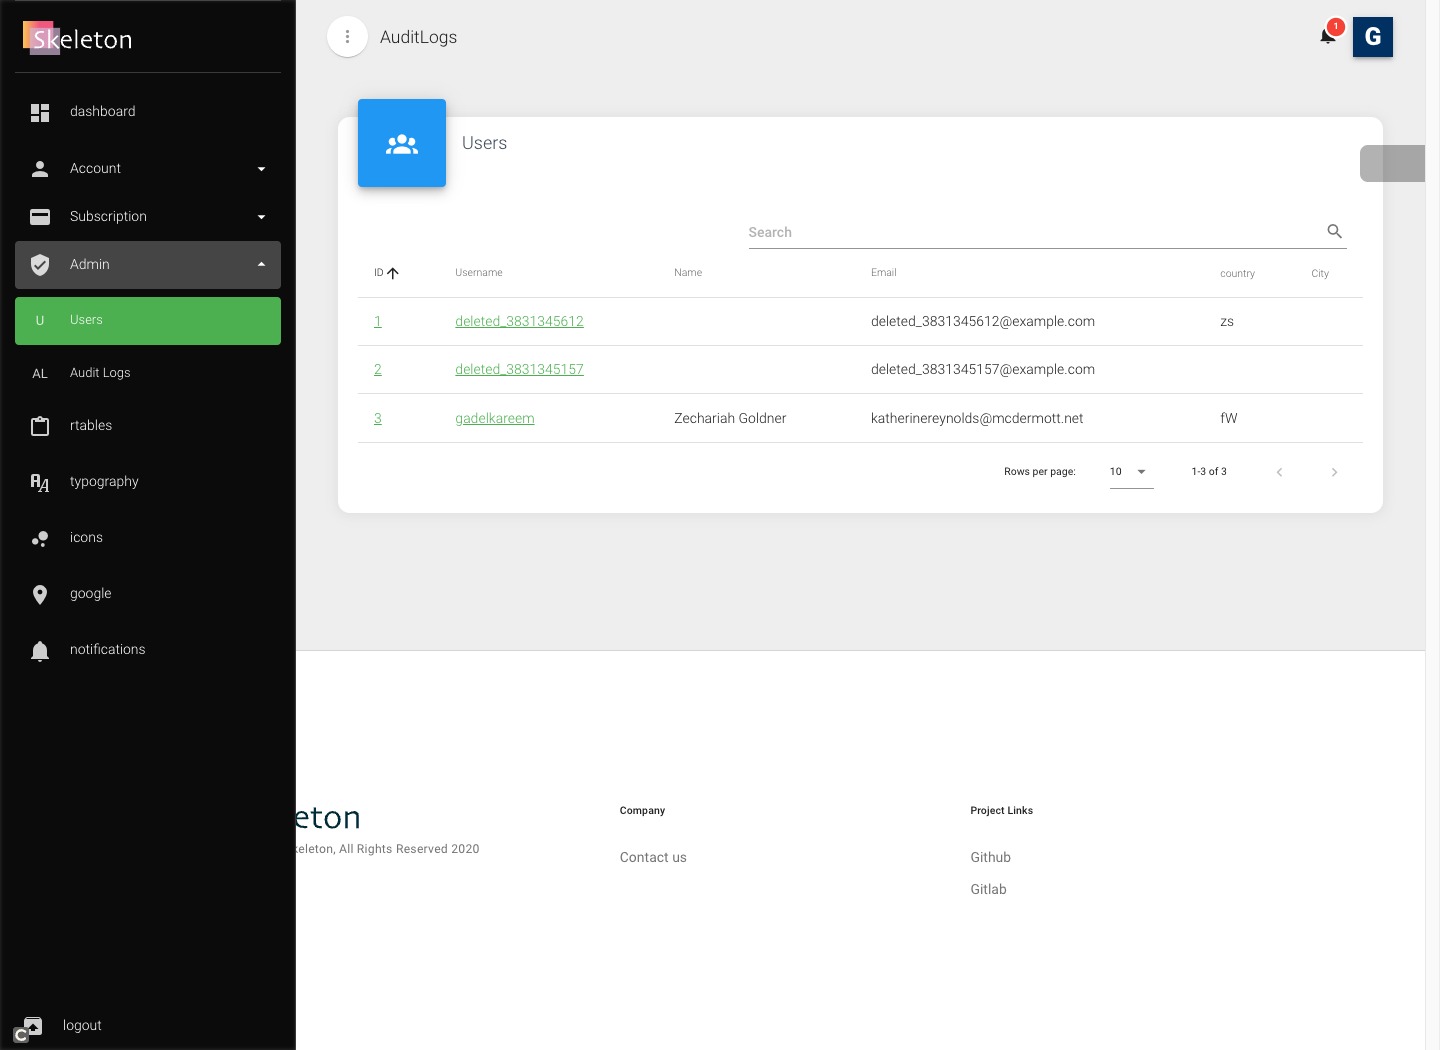 Skeleton
dashboard
Account
Subscription
Admin
U Users
AL Audit Logs
rtables
typography
icons
google
notifications
logout
C
AuditLogs
1
G
Users
Search
ID Username Name Email country City
1 deleted_3831345612 deleted_3831345612@example.com zs
2 deleted_3831345157 deleted_3831345157@example.com
3 gadelkareem Zechariah Goldner katherinereynolds@mcdermott.net fW
Rows per page: 10 1-3 of 3
eton
keleton, All Rights Reserved 2020
Company
Contact us
Project Links
Github
Gitlab